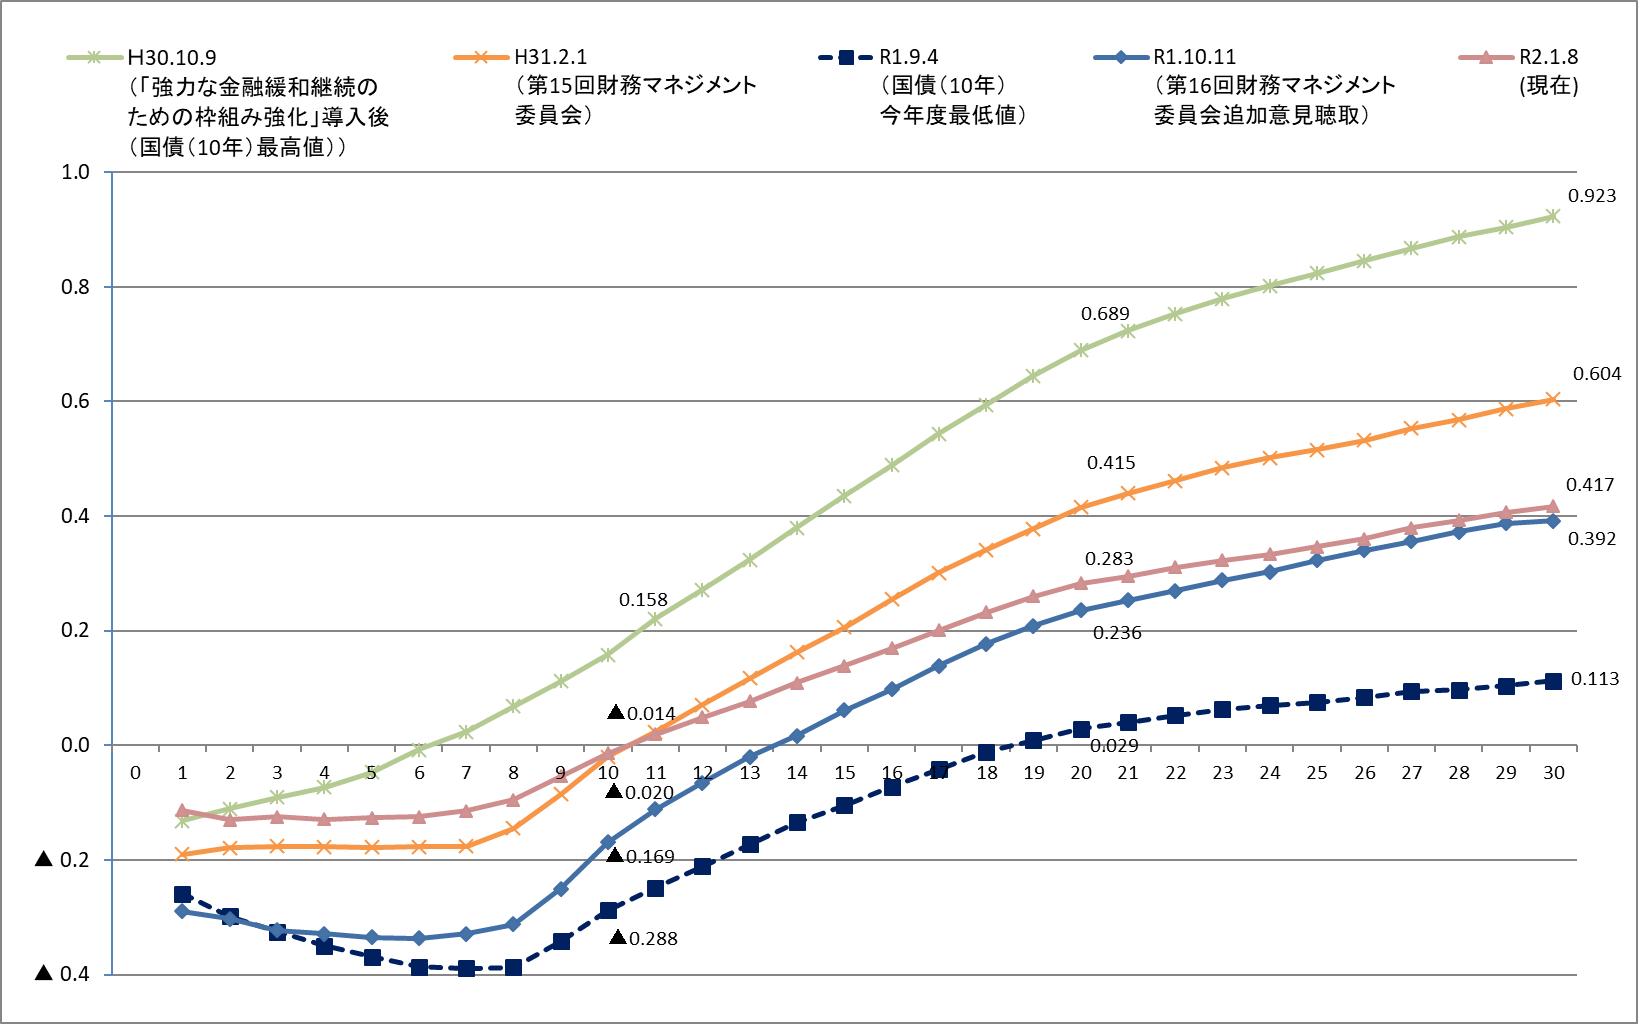 H30.10.9
（「強力な金融緩和継続の
ための枠組み強化」導入後
（国債（10年）最高値））
H31.2.1
（第15回財務マネジメント
委員会）
R1.9.4
（国債（10年）
今年度最低値）
R1.10.11
（第16回財務マネジメント
委員会追加意見聴取）
R2.1.8
(現在)
1.0
0.8
0.6
0.4
0.2
0.0
▲ 0.2
▲ 0.4
0 1 2 3 4 5 6 7 8 9 10 11 12 13 14 15 16 17 18 19 20 21 22 23 24 25 26 27 28 29 30
0.158
0.689
0.923
0.415
0.604
0.283
0.417
0.236
0.392
0.029
0.113
▲ 0.014
▲ 0.020
▲ 0.169
▲ 0.288